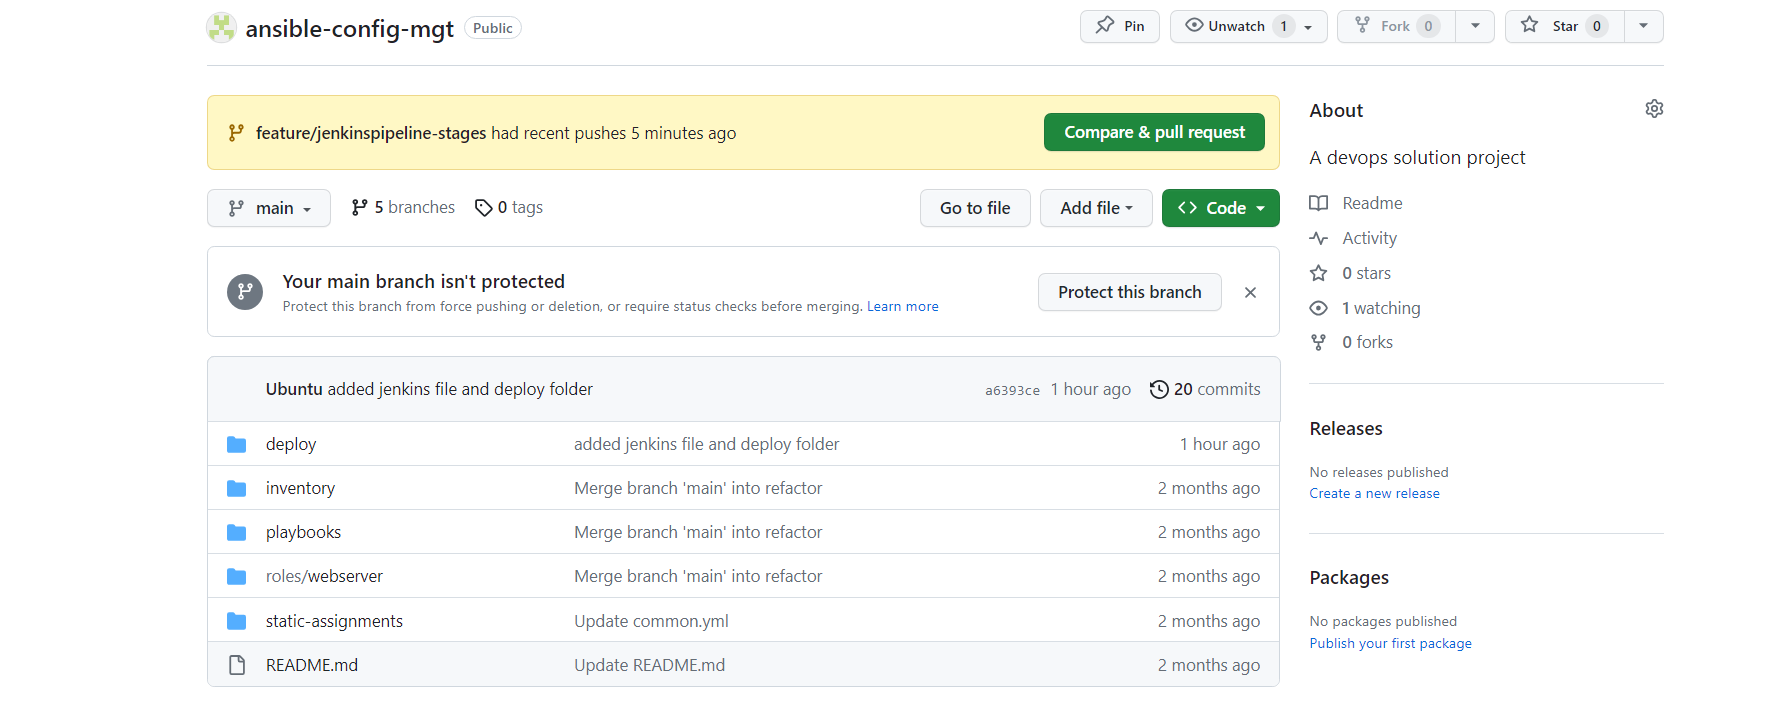 ansible-config-mgt Public
Pin
Unwatch 1
Fork 0
Star 0
feature/jenkinspipeline-stages had recent pushes 5 minutes ago
Compare & pull request
main
5 branches
0 tags
Go to file
Add file
Code
Your main branch isn't protected
Protect this branch from force pushing or deletion, or require status checks before merging. Learn more
Protect this branch
Ubuntu added jenkins file and deploy folder a6393ce 1 hour ago 20 commits
deploy added jenkins file and deploy folder 1 hour ago
inventory Merge branch 'main' into refactor 2 months ago
playbooks Merge branch 'main' into refactor 2 months ago
roles/webserver Merge branch 'main' into refactor 2 months ago
static-assignments Update common.yml 2 months ago
README.md Update README.md 2 months ago
About
A devops solution project
Readme
Activity
0 stars
1 watching
0 forks
Releases
No releases published
Create a new release
Packages
No packages published
Publish your first package